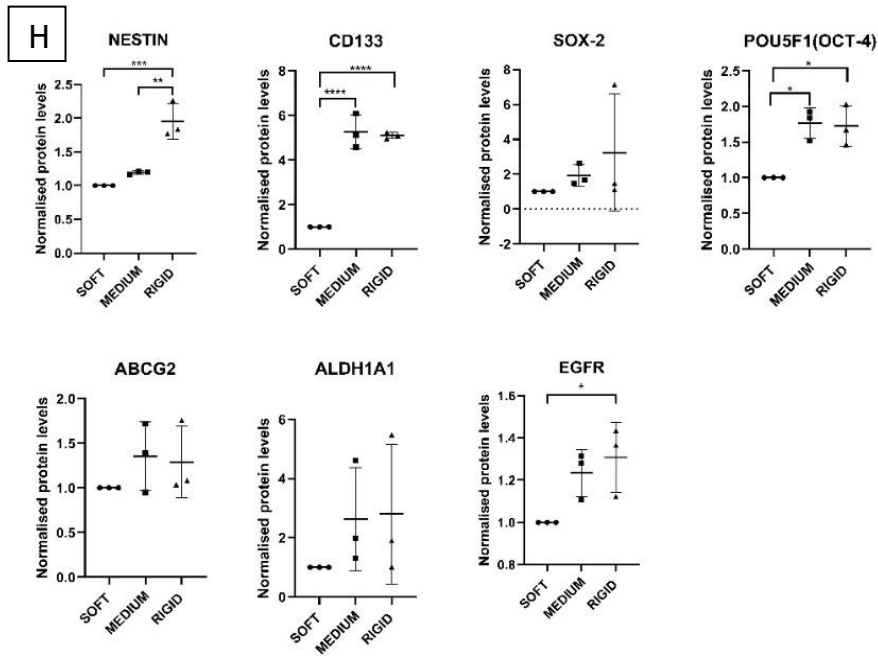 H
NESTIN
Normalised protein levels
2.5
2.0
1.5
1.0
0.5
0.0
***
**
SOFT
MEDIUM
RIGID
CD133
Normalised protein levels
8
6
4
2
0
****
****
SOFT
MEDIUM
RIGID
SOX-2
Normalised protein levels
8
6
4
2
0
-2
SOFT
MEDIUM
RIGID
POU5F1(OCT-4)
Normalised protein levels
2.5
2.0
1.5
1.0
0.5
0.0
*
*
SOFT
MEDIUM
RIGID
ABCG2
Normalised protein levels
2.0
1.5
1.0
0.5
0.0
SOFT
MEDIUM
RIGID
ALDH1A1
Normalised protein levels
6
4
2
0
SOFT
MEDIUM
RIGID
EGFR
Normalised protein levels
1.6
1.4
1.2
1.0
0.8
*
SOFT
MEDIUM
RIGID